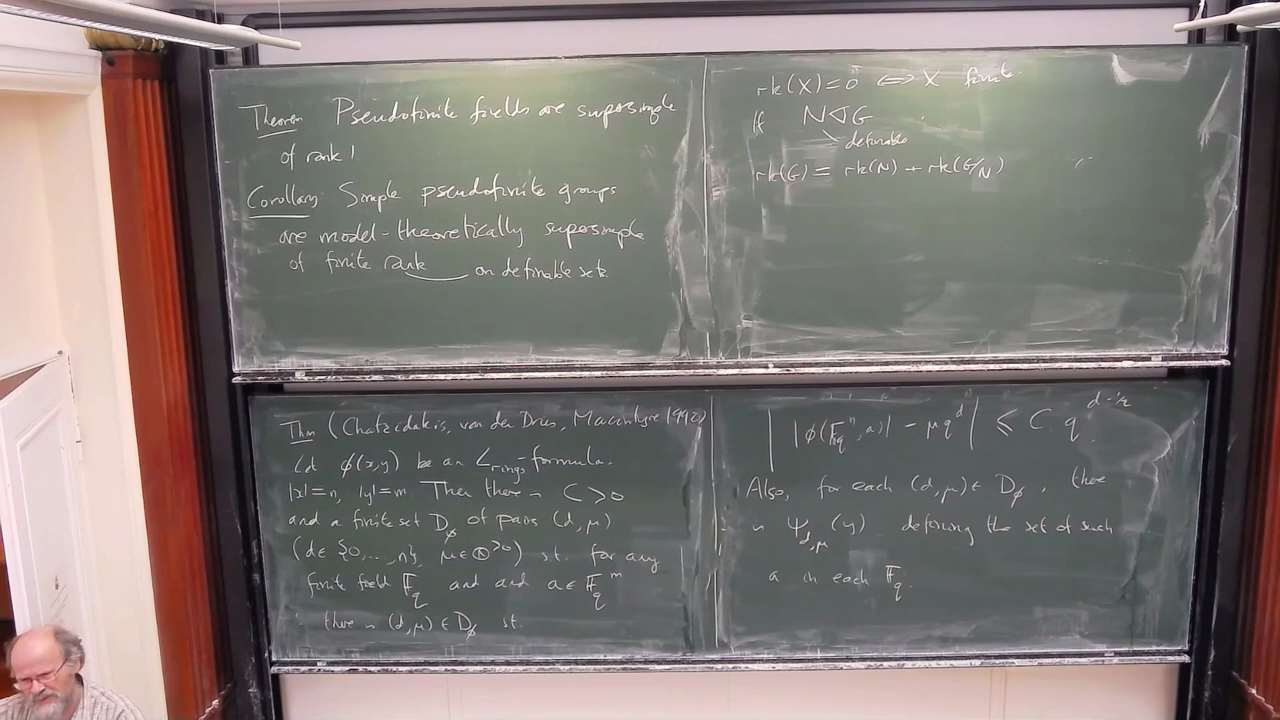 Theorem Pseudofinite fields are supersimple
of rank 1
Corollary Simple pseudofinite groups
are model-theoretically supersimple
of finite rank on definable sets
rk(X)=0 ⟺ X finite.
If N◁G
definable
rk(G) = rk(N) + rk(G/N)
Thm (Chatzidakis, van den Dries, Macintyre 1992)
Let φ(x,y) be an L_rings-formula.
|x|=n, |y|=m Then there is C>0
and a finite set D_φ of pairs (d,μ)
(d∈{0,...,n}, μ∈ℚ^{>0}) s.t. for any
finite field 𝔽_q and and a∈𝔽_q^m
there is (d,μ)∈D_φ st.
| |φ(𝔽_q^n,a)| - μq^d | ≤ C.q^{d-1/2}
Also, for each (d,μ)∈ D_φ, there
is ψ_{d,μ}(y) defining the set of such
a in each 𝔽_q.